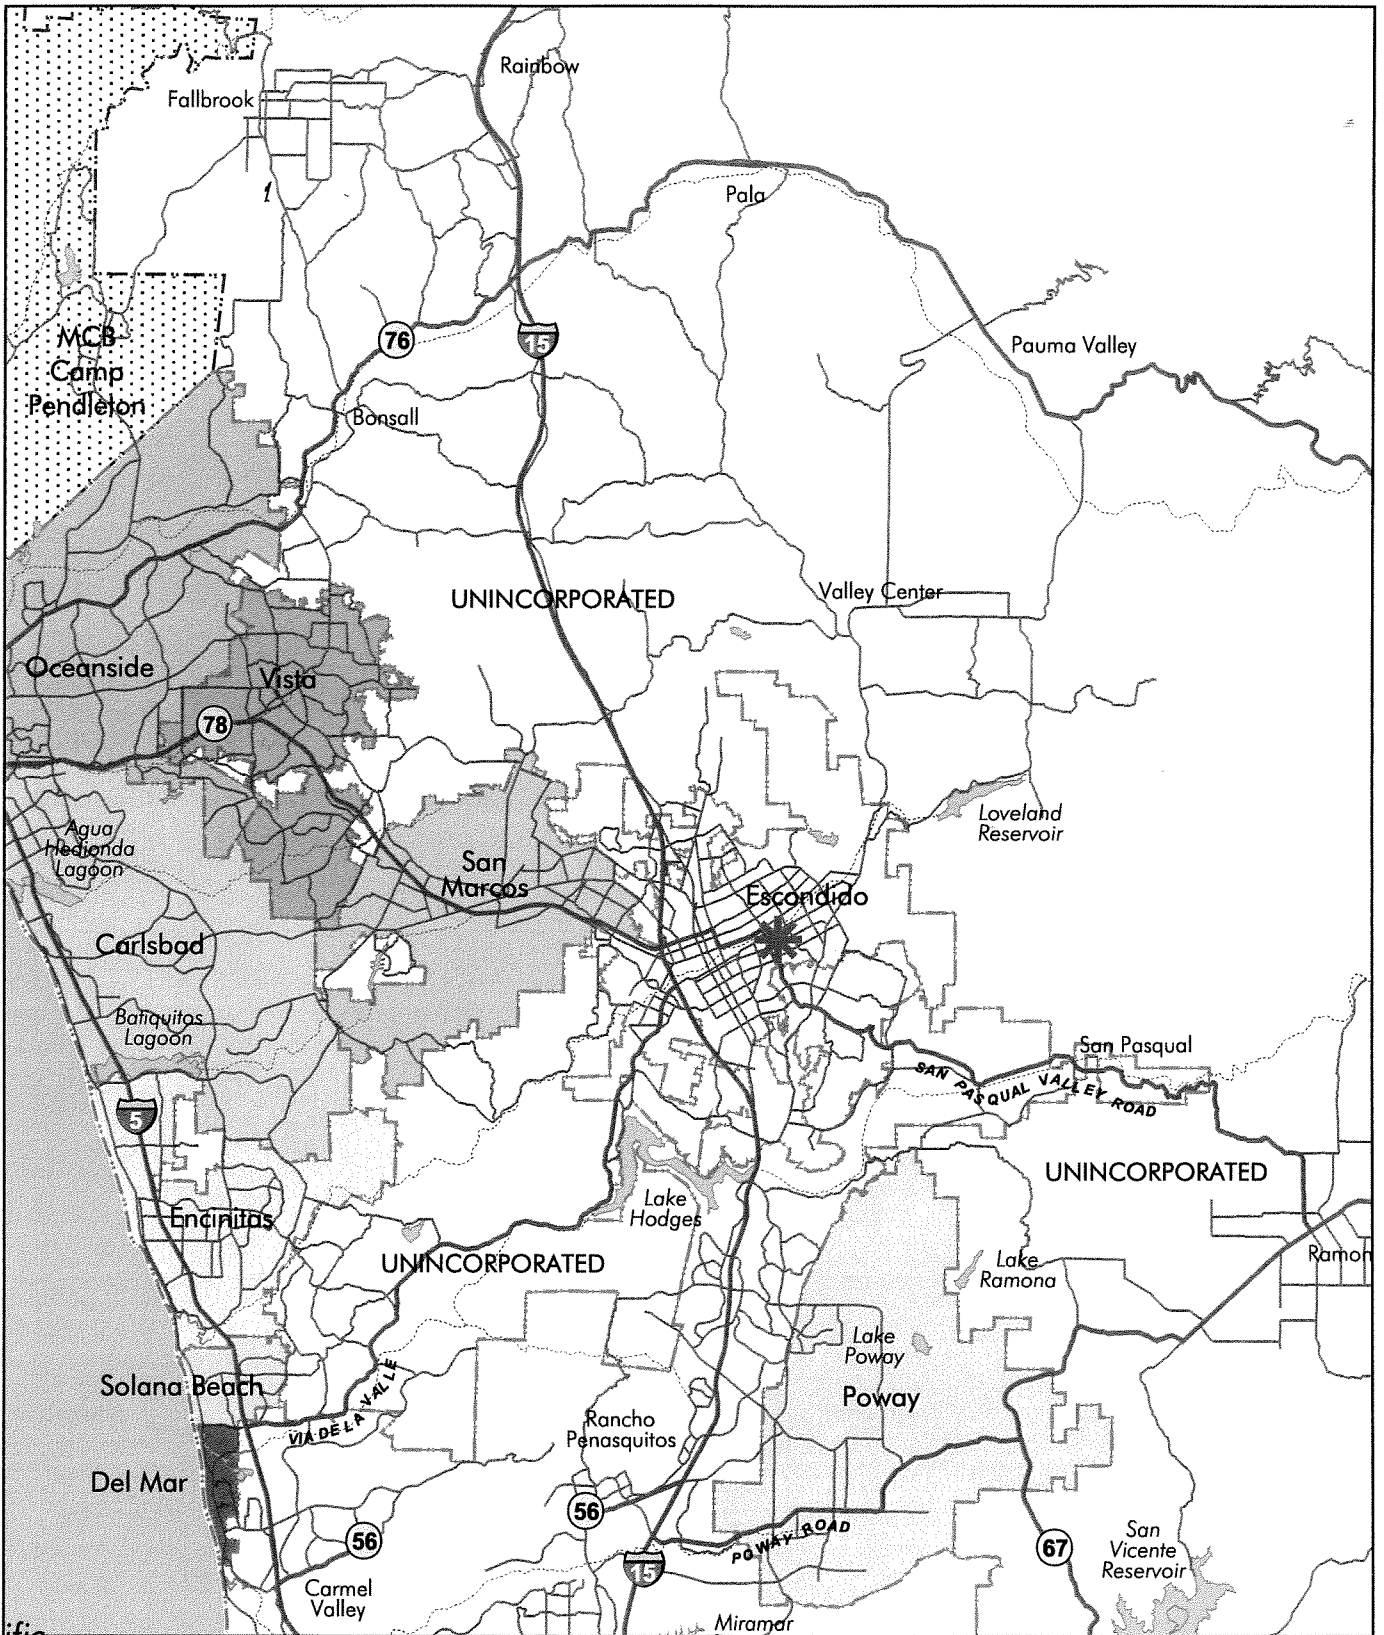 Rainbow
Fallbrook
Pala
76
15
MCB
Camp
Pendleton
Pauma Valley
Bonsall
UNINCORPORATED
Valley Center
Oceanside
Vista
78
Agua
Hedionda
Lagoon
San
Marcos
Loveland
Reservoir
Escondido
Carlsbad
Batiquitos
Lagoon
San Pasqual
SAN PASQUAL VALLEY ROAD
5
UNINCORPORATED
Lake
Hodges
Encinitas
UNINCORPORATED
Lake
Ramona
Ramon
Lake
Poway
Solana Beach
Poway
VIA DE LA VALLE
Rancho
Penasquitos
Del Mar
56
POWAY ROAD
56
15
67
San
Vicente
Reservoir
Carmel
Valley
Miramar
ific